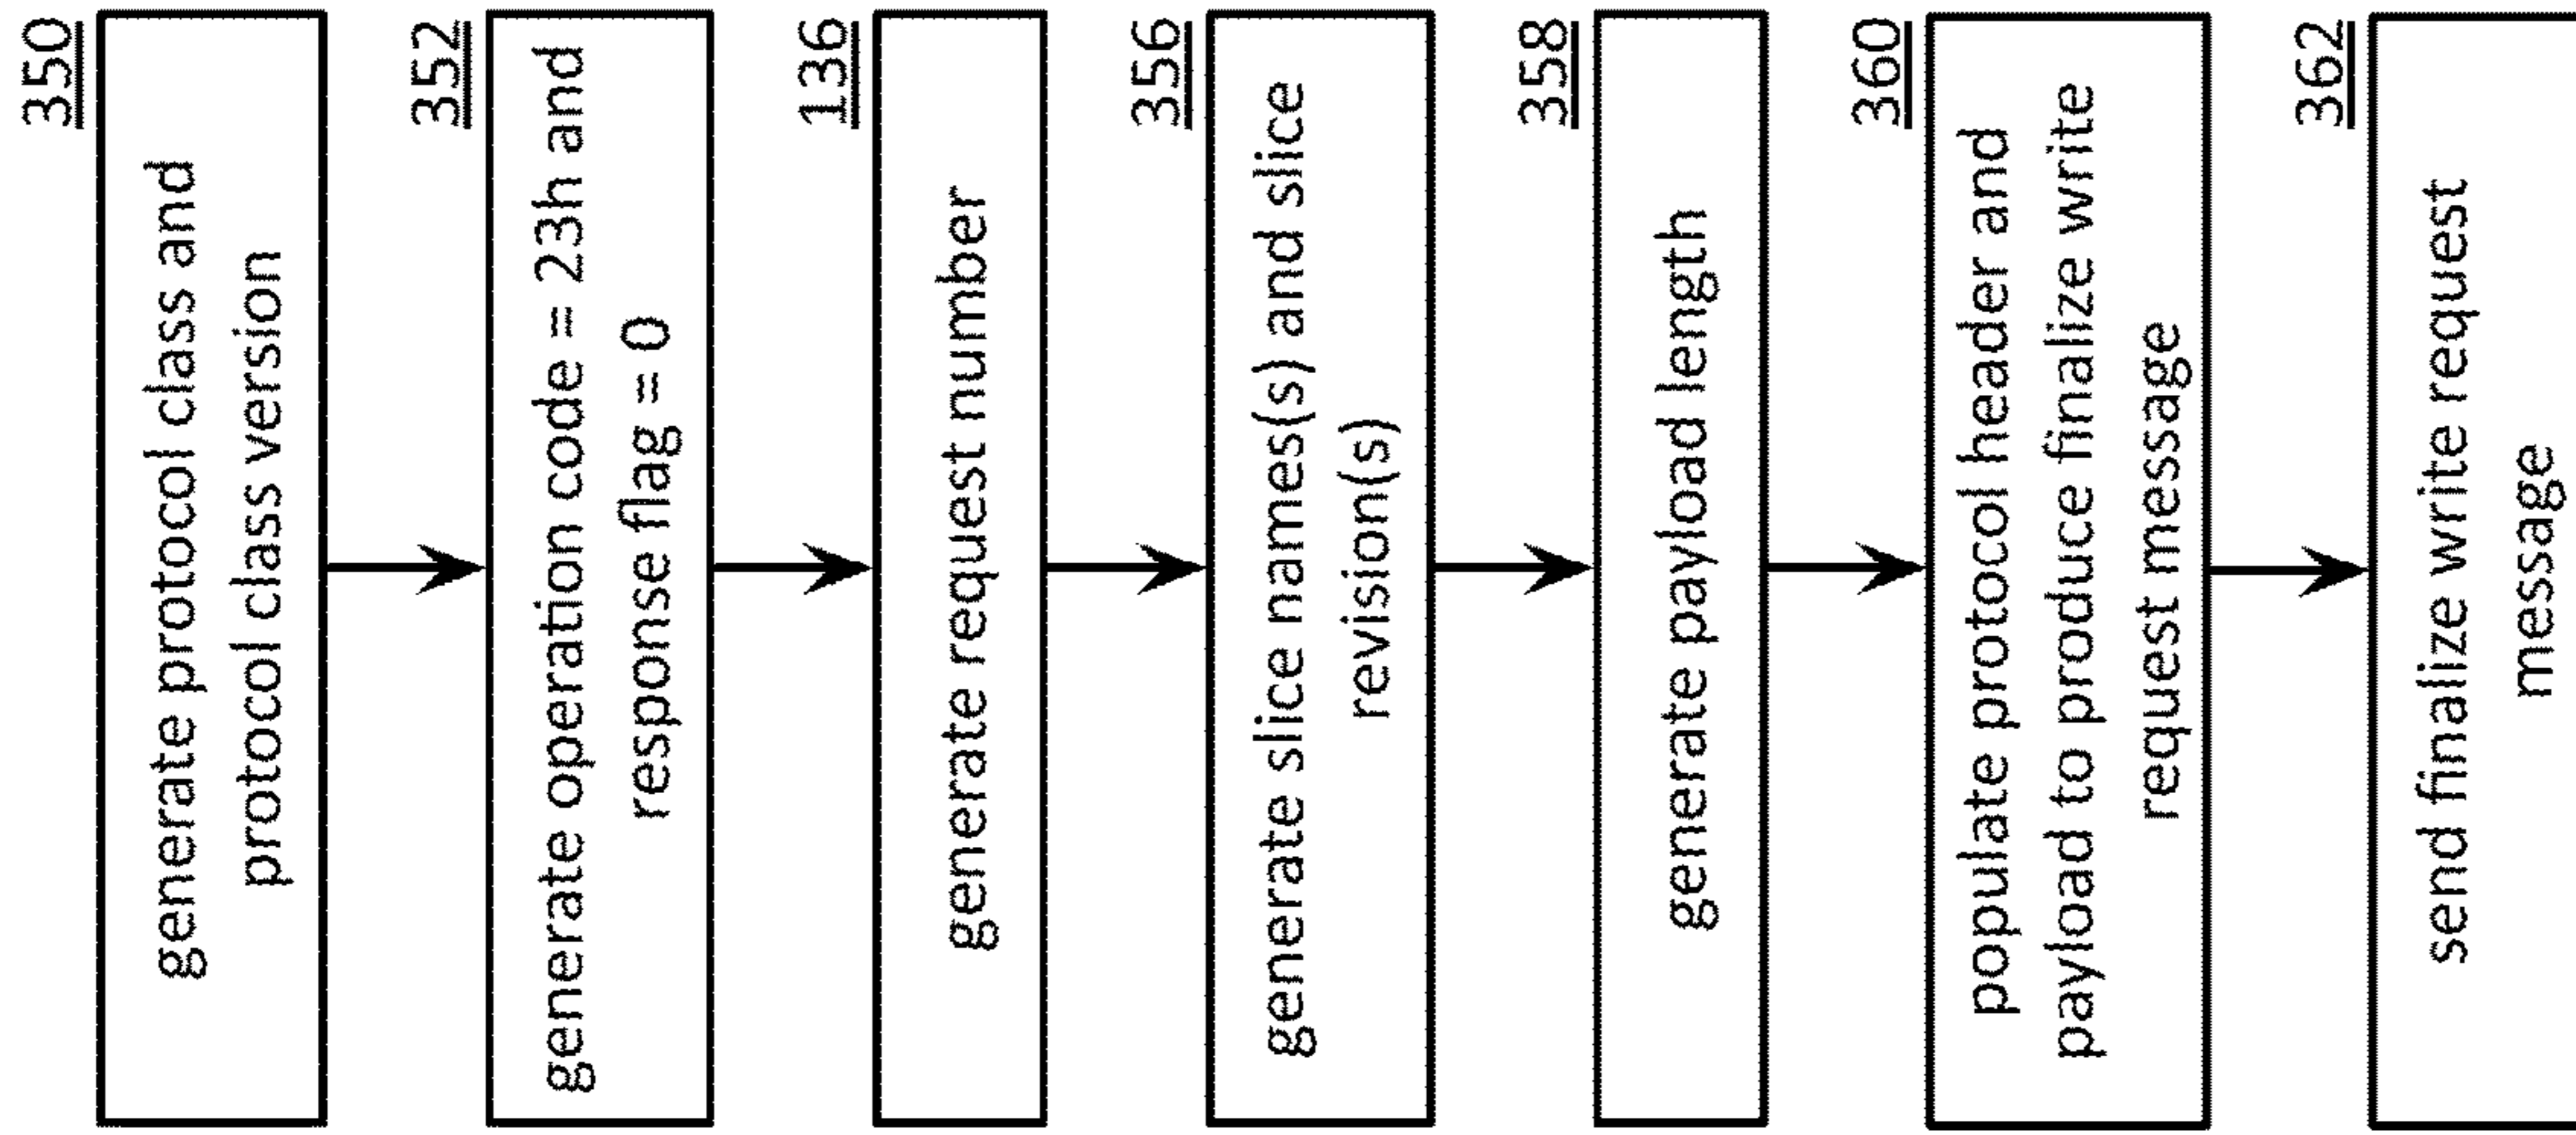 350
generate protocol class and
protocol class version
352
generate operation code = 23h and
response flag = 0
136
generate request number
356
generate slice names(s) and slice
revision(s)
358
generate payload length
360
populate protocol header and
payload to produce finalize write
request message
362
send finalize write request
message